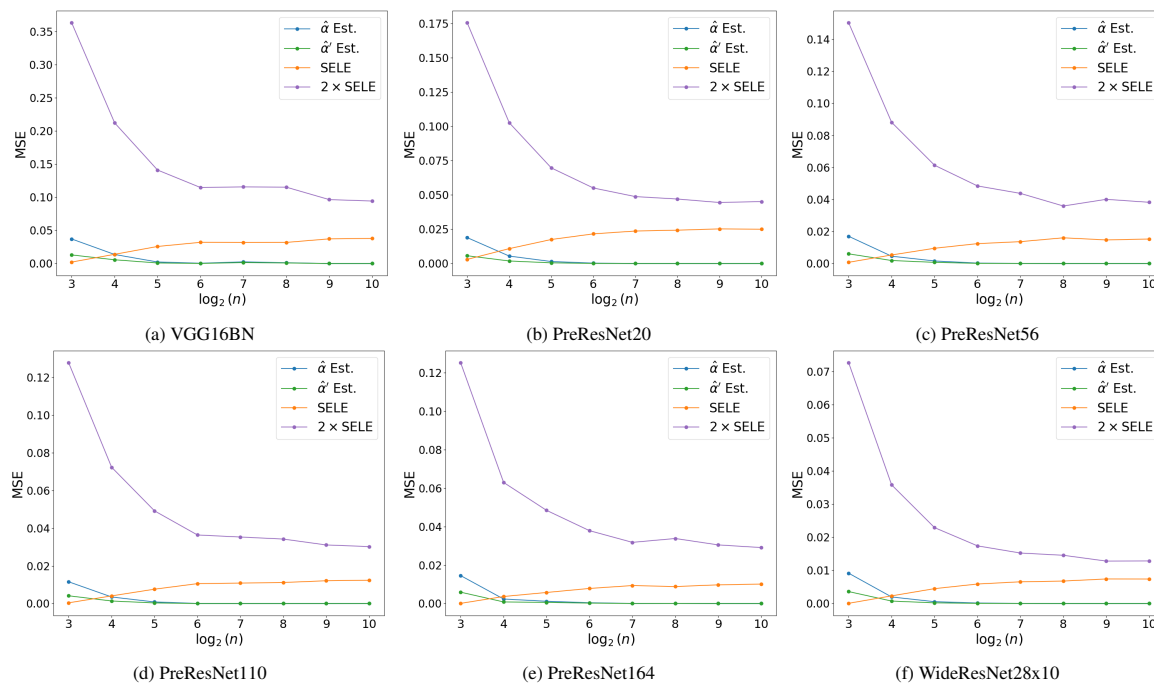 0.35
0.30
0.25
0.20
0.15
0.10
0.05
0.00
MSE
α̂ Est.
α̂′ Est.
SELE
2 × SELE
3 4 5 6 7 8 9 10
log₂ (n)
(a) VGG16BN
0.175
0.150
0.125
0.100
0.075
0.050
0.025
0.000
MSE
α̂ Est.
α̂′ Est.
SELE
2 × SELE
3 4 5 6 7 8 9 10
log₂ (n)
(b) PreResNet20
0.14
0.12
0.10
0.08
0.06
0.04
0.02
0.00
MSE
α̂ Est.
α̂′ Est.
SELE
2 × SELE
3 4 5 6 7 8 9 10
log₂ (n)
(c) PreResNet56
0.12
0.10
0.08
0.06
0.04
0.02
0.00
MSE
α̂ Est.
α̂′ Est.
SELE
2 × SELE
3 4 5 6 7 8 9 10
log₂ (n)
(d) PreResNet110
0.12
0.10
0.08
0.06
0.04
0.02
0.00
MSE
α̂ Est.
α̂′ Est.
SELE
2 × SELE
3 4 5 6 7 8 9 10
log₂ (n)
(e) PreResNet164
0.07
0.06
0.05
0.04
0.03
0.02
0.01
0.00
MSE
α̂ Est.
α̂′ Est.
SELE
2 × SELE
3 4 5 6 7 8 9 10
log₂ (n)
(f) WideResNet28x10